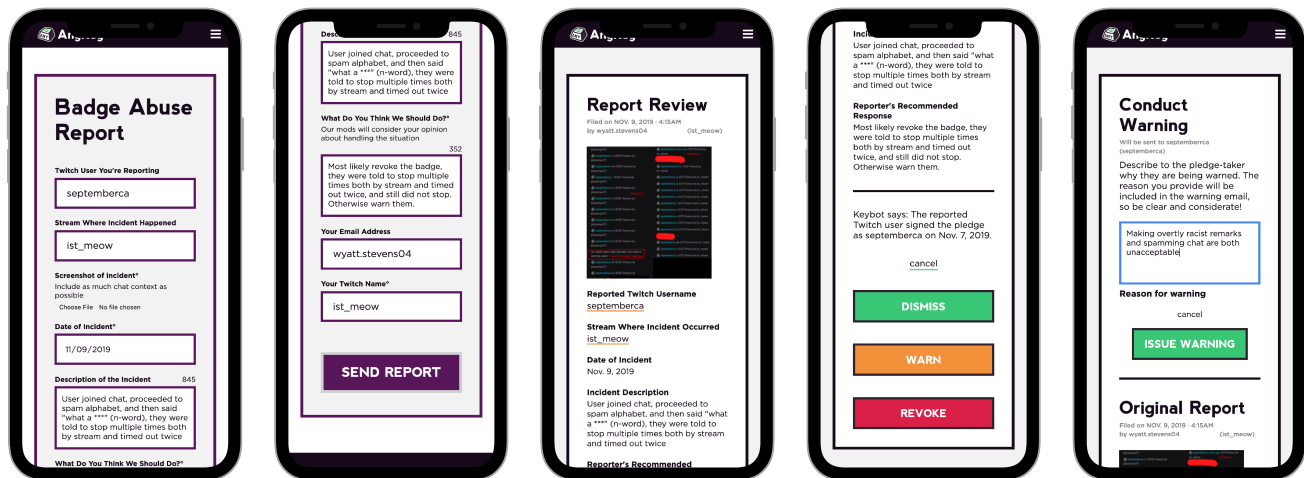 Badge Abuse
Report
Twitch User You're Reporting
septemberca
Stream Where Incident Happened
ist_meow
Screenshot of Incident*
Include as much chat context as
possible
Choose File No file chosen
Date of Incident*
11/09/2019
Description of the Incident 845
User joined chat, proceeded to
spam alphabet, and then said
"what a ***" (n-word), they were
told to stop multiple times both
by stream and timed out twice
What Do You Think We Should Do?*
845
User joined chat, proceeded to
spam alphabet, and then said
"what a ***" (n-word), they were
told to stop multiple times both
by stream and timed out twice
What Do You Think We Should Do?*
Our mods will consider your opinion
about handling the situation
352
Most likely revoke the badge,
they were told to stop multiple
times both by stream and timed
out twice, and still did not stop.
Otherwise warn them.
Your Email Address
wyatt.stevens04
Your Twitch Name*
ist_meow
SEND REPORT
Report Review
Filed on NOV. 9, 2019 · 4:15AM
by wyatt.stevens04 (ist_meow)
Reported Twitch Username
septemberca
Stream Where Incident Occurred
ist_meow
Date of Incident
Nov. 9, 2019
Incident Description
User joined chat, proceeded to
spam alphabet, and then said "what
a ***" (n-word), they were told to
stop multiple times both by stream
and timed out twice
Reporter's Recommended
User joined chat, proceeded to
spam alphabet, and then said "what
a ***" (n-word), they were told to
stop multiple times both by stream
and timed out twice
Reporter's Recommended
Response
Most likely revoke the badge, they
were told to stop multiple times
both by stream and timed out
twice, and still did not stop.
Otherwise warn them.
Keybot says: The reported
Twitch user signed the pledge
as septemberca on Nov. 7, 2019.
cancel
DISMISS
WARN
REVOKE
Conduct
Warning
Will be sent to septemberrca
(septemberca)
Describe to the pledge-taker
why they are being warned. The
reason you provide will be
included in the warning email,
so be clear and considerate!
Making overtly racist remarks
and spamming chat are both
unacceptable
Reason for warning
cancel
ISSUE WARNING
Original Report
Filed on NOV. 9, 2019 · 4:15AM
by wyatt.stevens04 (ist_meow)